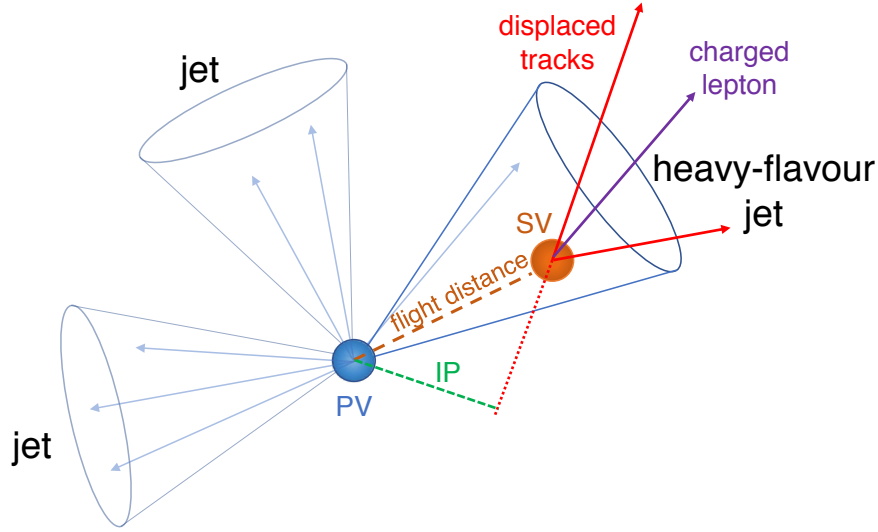 displaced
tracks
jet
charged
lepton
heavy-flavour
jet
SV
flight distance
IP
PV
jet